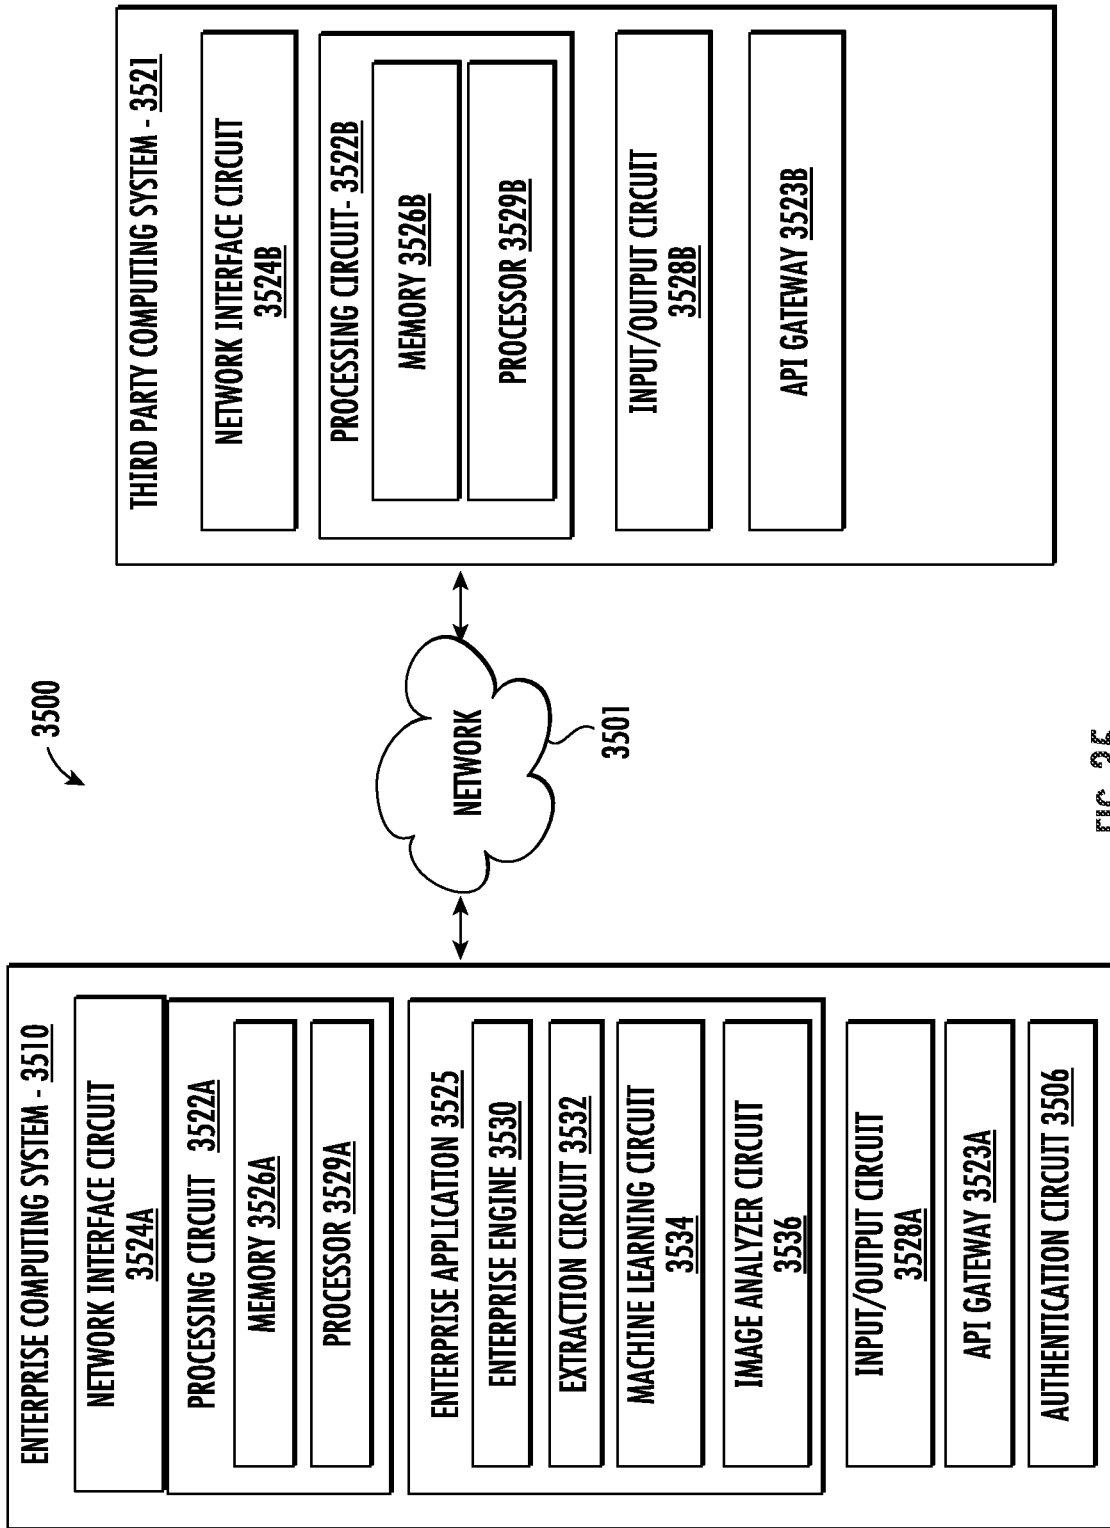 3500
ENTERPRISE COMPUTING SYSTEM - 3510
NETWORK INTERFACE CIRCUIT
3524A
PROCESSING CIRCUIT 3522A
MEMORY 3526A
PROCESSOR 3529A
ENTERPRISE APPLICATION 3525
ENTERPRISE ENGINE 3530
EXTRACTION CIRCUIT 3532
MACHINE LEARNING CIRCUIT
3534
IMAGE ANALYZER CIRCUIT
3536
INPUT/OUTPUT CIRCUIT
3528A
API GATEWAY 3523A
AUTHENTICATION CIRCUIT 3506
NETWORK
3501
THIRD PARTY COMPUTING SYSTEM - 3521
NETWORK INTERFACE CIRCUIT
3524B
PROCESSING CIRCUIT- 3522B
MEMORY 3526B
PROCESSOR 3529B
INPUT/OUTPUT CIRCUIT
3528B
API GATEWAY 3523B